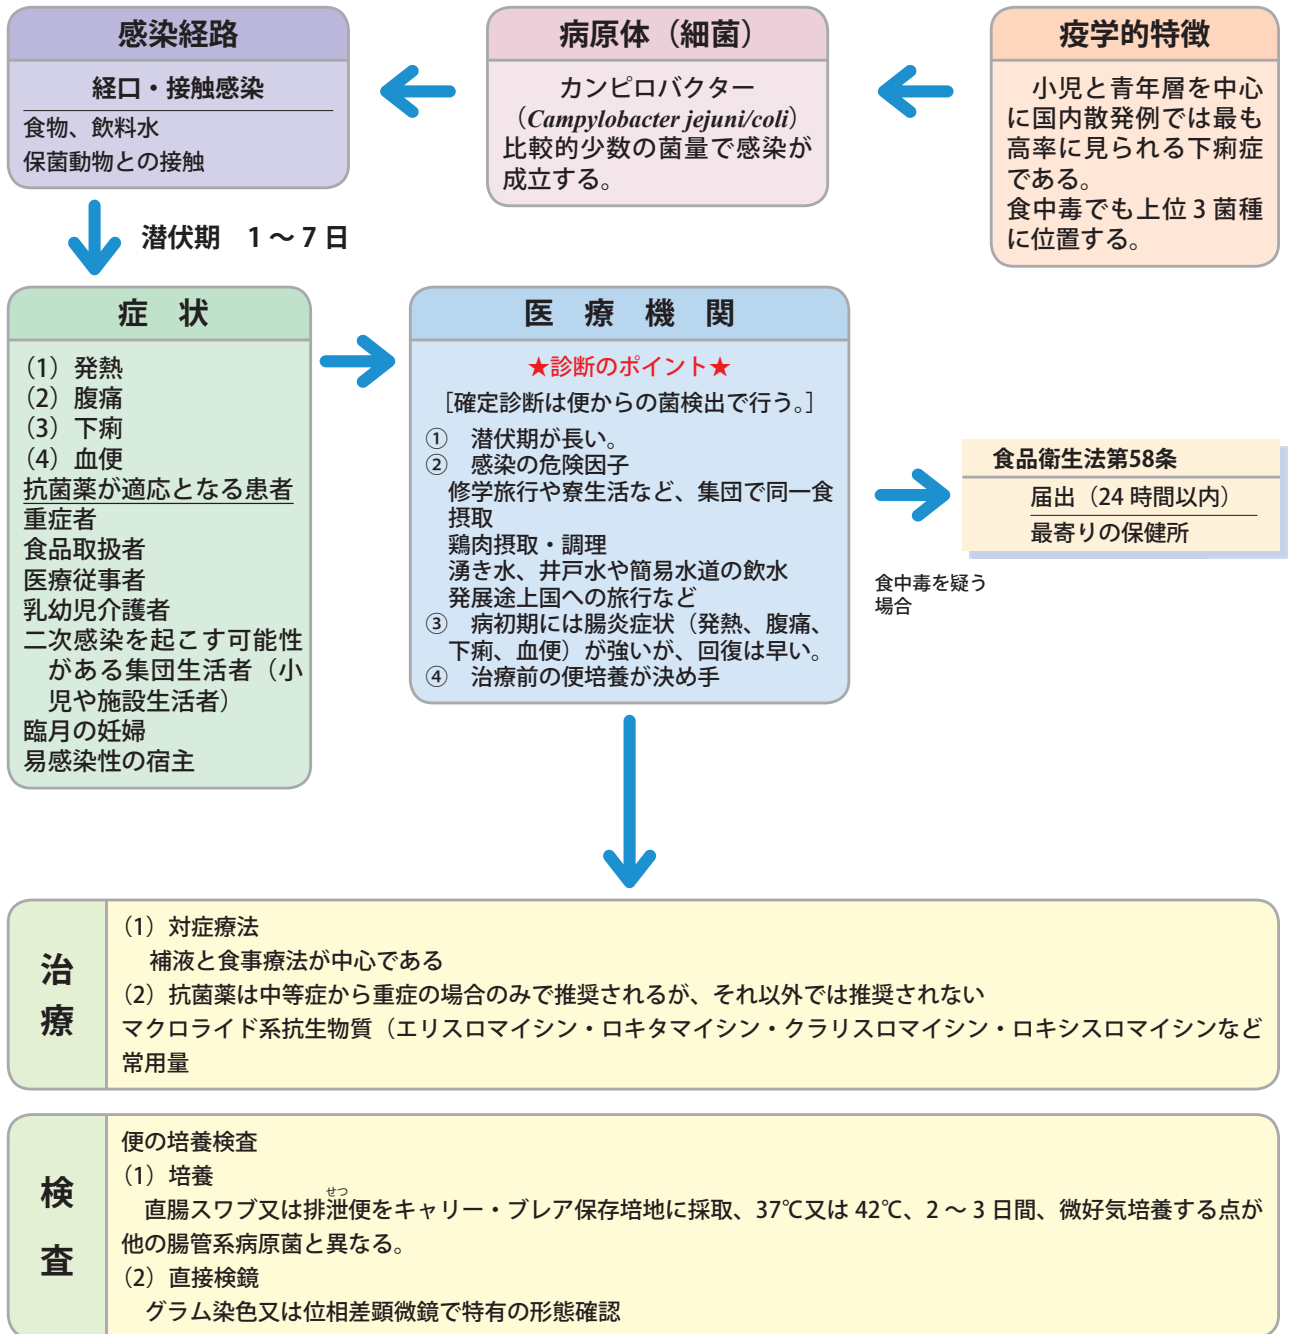 感染経路
経口・接触感染
食物、飲料水
保菌動物との接触
病原体（細菌）
カンピロバクター
（Campylobacter jejuni/coli）
比較的少数の菌量で感染が
成立する。
疫学的特徴
小児と青年層を中心
に国内散発例では最も
高率に見られる下痢症
である。
食中毒でも上位 3 菌種
に位置する。
潜伏期　1 ～ 7 日
症　状
（1）発熱
（2）腹痛
（3）下痢
（4）血便
抗菌薬が適応となる患者
重症者
食品取扱者
医療従事者
乳幼児介護者
二次感染を起こす可能性
がある集団生活者（小
児や施設生活者）
臨月の妊婦
易感染性の宿主
医　療　機　関
★診断のポイント★
［確定診断は便からの菌検出で行う。］
①　潜伏期が長い。
②　感染の危険因子
修学旅行や寮生活など、集団で同一食
摂取
鶏肉摂取・調理
湧き水、井戸水や簡易水道の飲水
発展途上国への旅行など
③　病初期には腸炎症状（発熱、腹痛、
下痢、血便）が強いが、回復は早い。
④　治療前の便培養が決め手
食中毒を疑う
場合
食品衛生法第58条
届出（24 時間以内）
最寄りの保健所
治療
（1）対症療法
補液と食事療法が中心である
（2）抗菌薬は中等症から重症の場合のみで推奨されるが、それ以外では推奨されない
マクロライド系抗生物質（エリスロマイシン・ロキタマイシン・クラリスロマイシン・ロキシスロマイシンなど
常用量
検査
便の培養検査
（1）培養
せつ
直腸スワブ又は排泄便をキャリー・ブレア保存培地に採取、37℃又は 42℃、2 ～ 3 日間、微好気培養する点が
他の腸管系病原菌と異なる。
（2）直接検鏡
グラム染色又は位相差顕微鏡で特有の形態確認